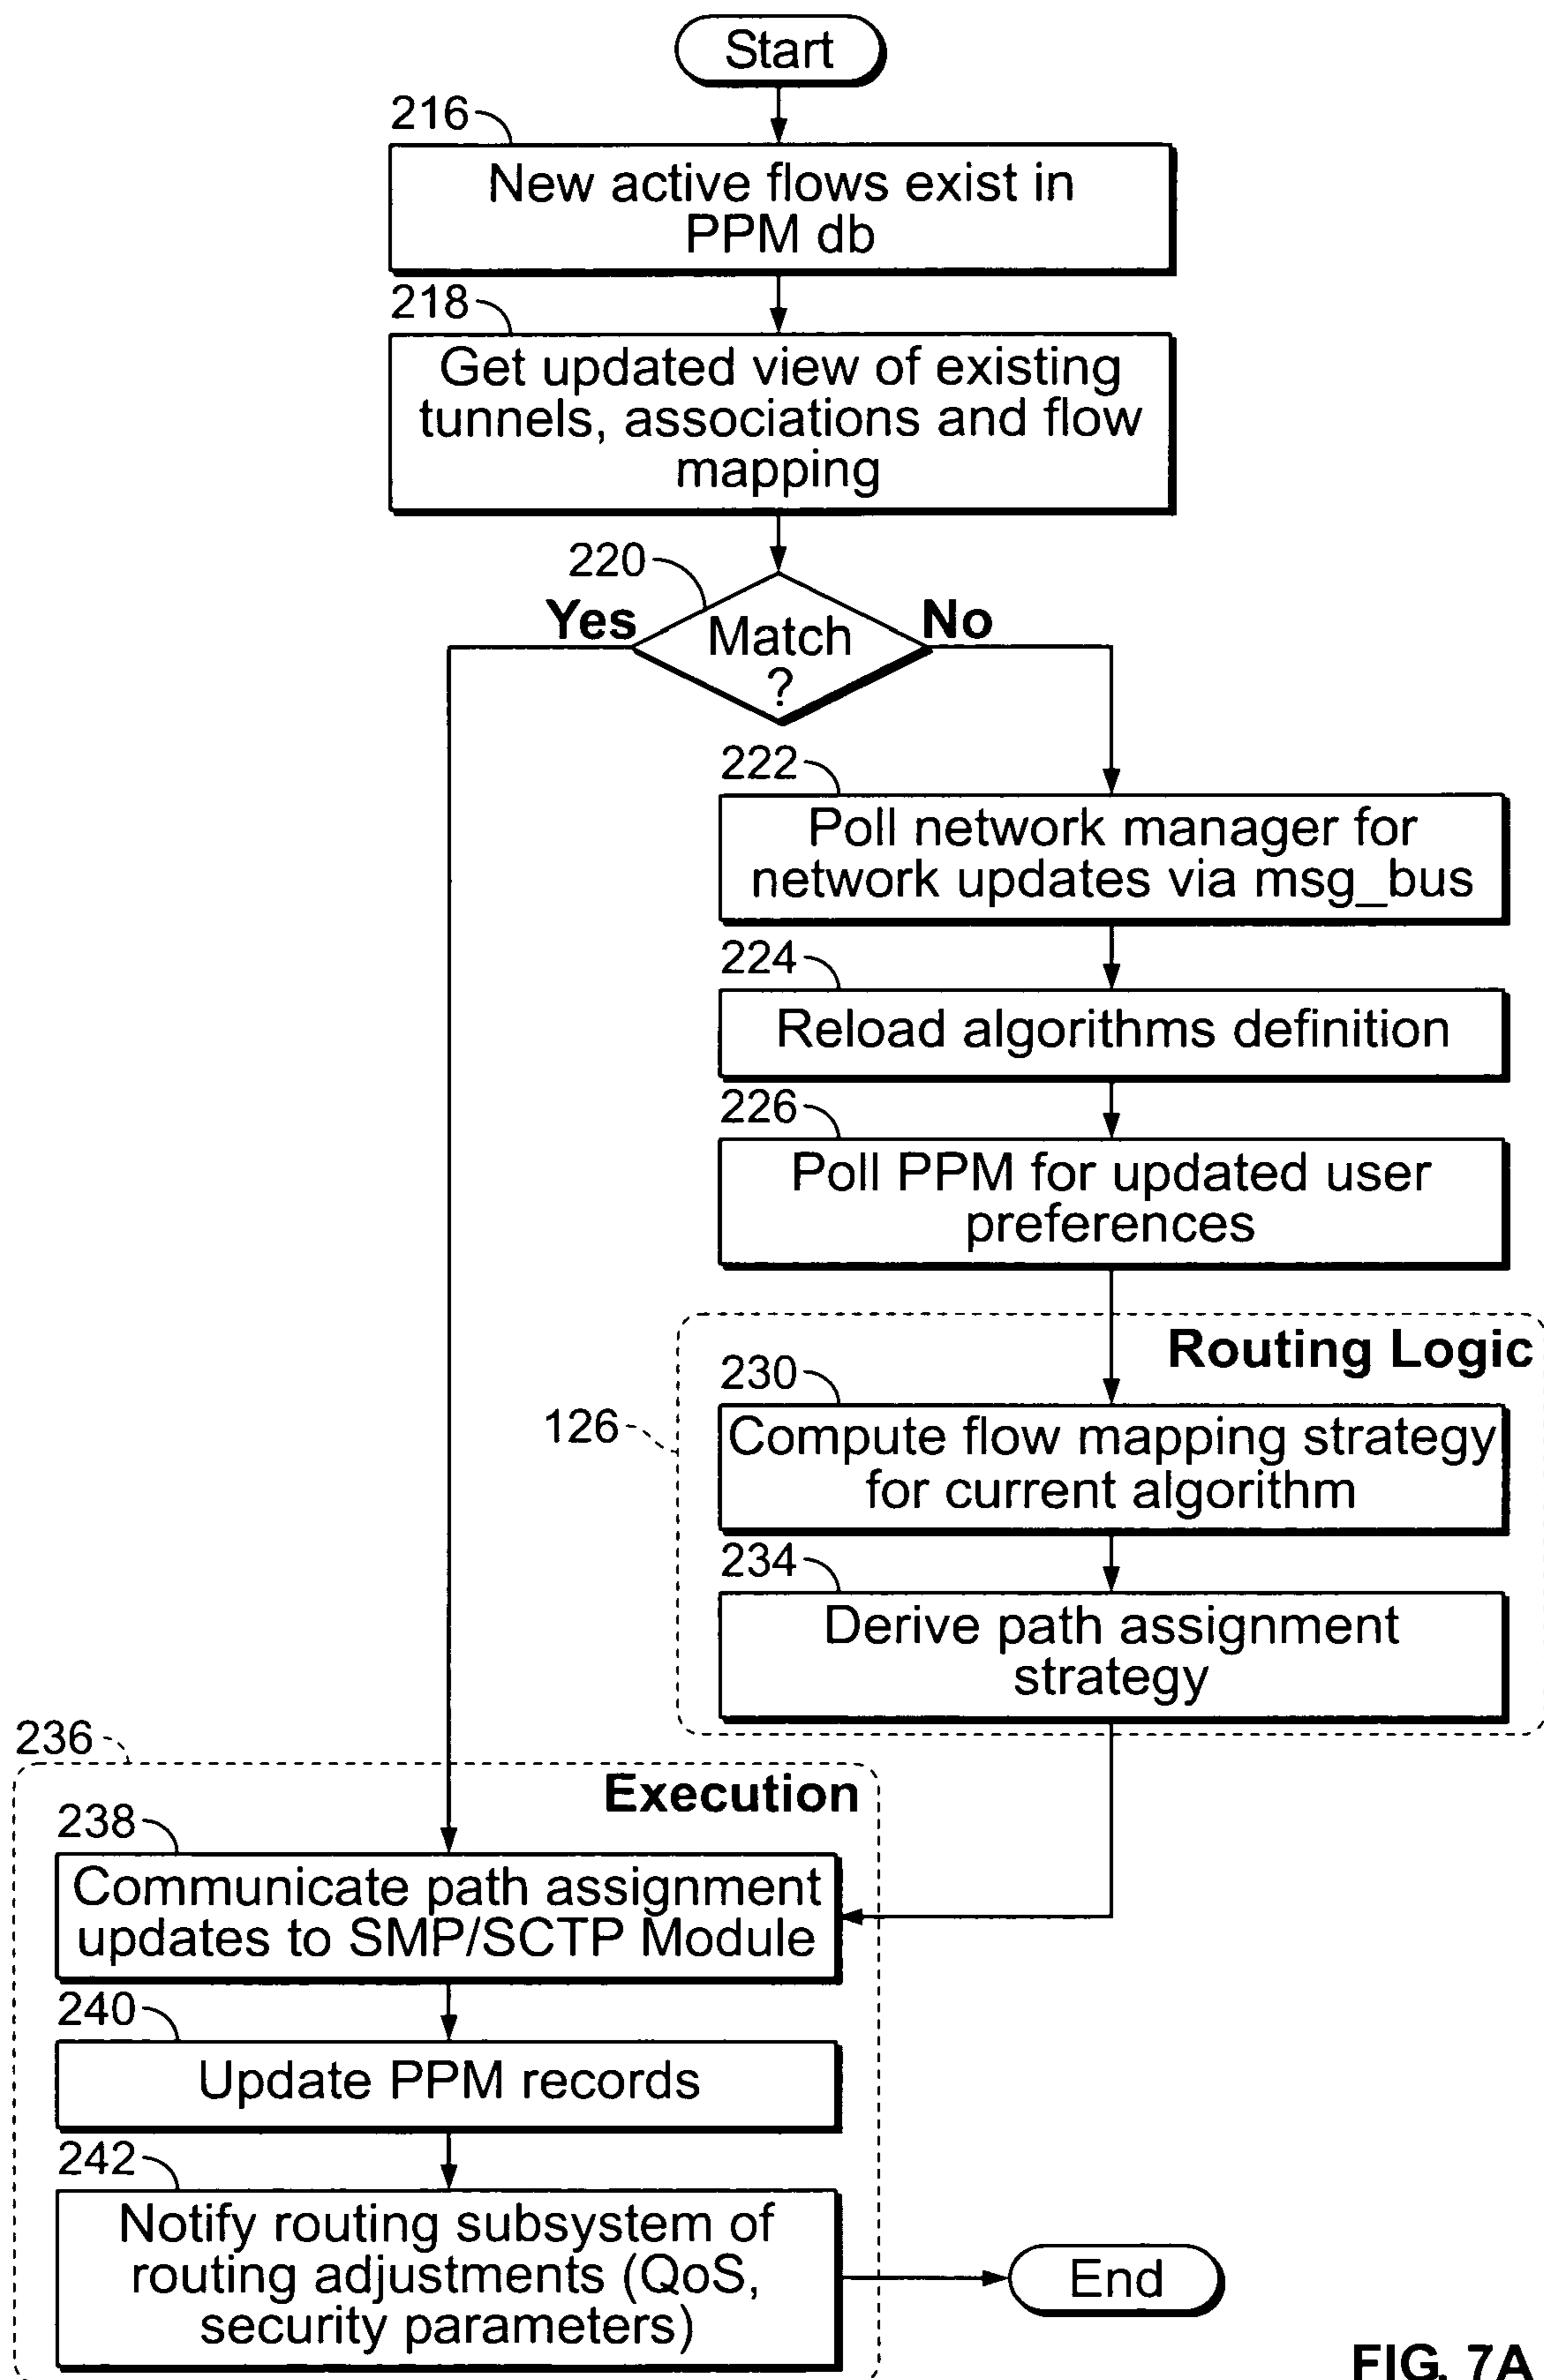 Start
216
New active flows exist in
PPM db
218
Get updated view of existing
tunnels, associations and flow
mapping
220
Yes
Match
?
No
222
Poll network manager for
network updates via msg_bus
224
Reload algorithms definition
226
Poll PPM for updated user
preferences
Routing Logic
126
230
Compute flow mapping strategy
for current algorithm
234
Derive path assignment
strategy
236
Execution
238
Communicate path assignment
updates to SMP/SCTP Module
240
Update PPM records
242
Notify routing subsystem of
routing adjustments (QoS,
security parameters)
End
FIG. 7A